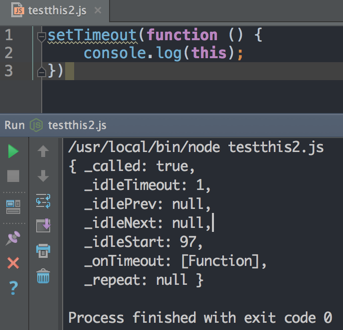 testthis2.js
1 setTimeout(function () {
2     console.log(this);
3 })
Run testthis2.js
/usr/local/bin/node testthis2.js
{ _called: true,
  _idleTimeout: 1,
  _idlePrev: null,
  _idleNext: null,
  _idleStart: 97,
  _onTimeout: [Function],
  _repeat: null }
Process finished with exit code 0